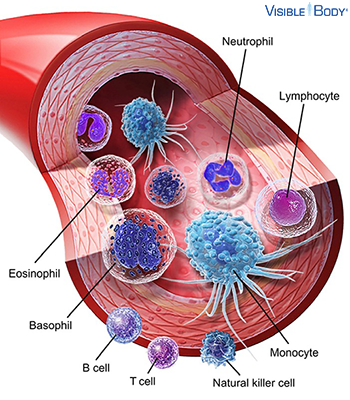 VISIBLE BODY®
Neutrophil
Lymphocyte
Eosinophil
Basophil
Monocyte
B cell
T cell
Natural killer cell